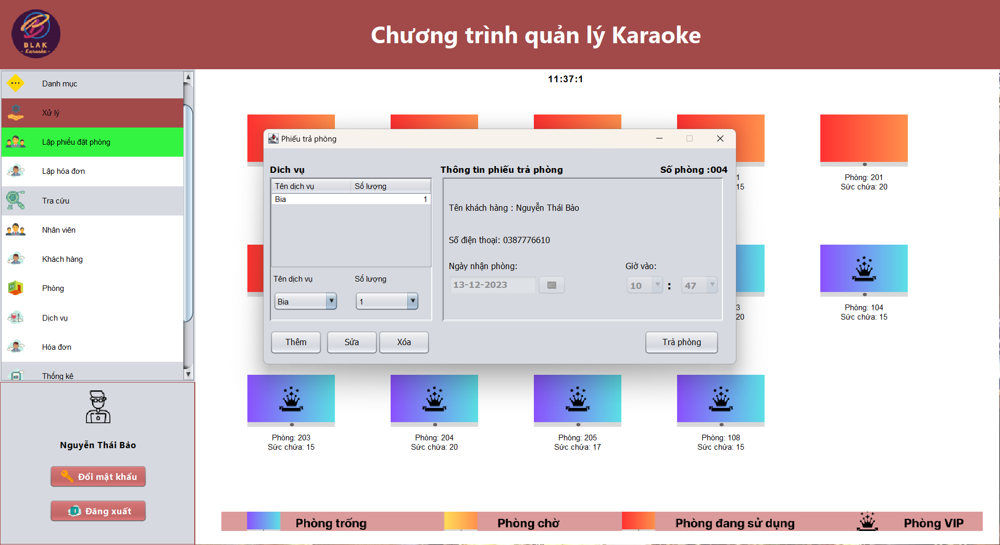 BLAK
- Karaoke -
Chương trình quản lý Karaoke
Danh mục
Xử lý
Lập phiếu đặt phòng
Lập hóa đơn
Tra cứu
Nhân viên
Khách hàng
Phòng
Dịch vụ
Hóa đơn
Thống kê
Nguyễn Thái Bảo
Đổi mật khẩu
Đăng xuất
11:37:1
Phòng: 201
Sức chứa: 20
1
15
Phiếu trả phòng
Dich vụ
Thông tin phiếu trả phòng
Số phòng :004
Tên dịch vụ Số lượng
Bia 1
Tên khách hàng : Nguyễn Thái Bảo
Số điện thoại: 0387776610
Ngày nhận phòng:
Giờ vào:
13-12-2023
10 : 47
Tên dịch vụ Số lượng
Bia 1
Thêm
Sửa
Xóa
Trả phòng
3
20
Phòng: 104
Sức chứa: 15
Phòng: 203
Sức chứa: 15
Phòng: 204
Sức chứa: 20
Phòng: 205
Sức chứa: 17
Phòng: 108
Sức chứa: 15
Phòng trống
Phòng chờ
Phòng đang sử dụng
Phòng VIP